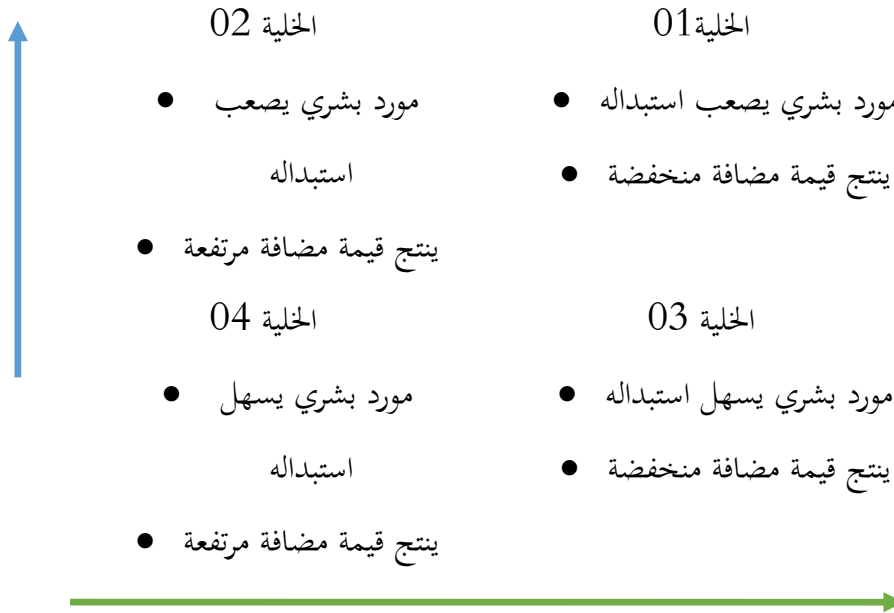 الخلية01
مورد بشري يصعب استبداله
ينتج قيمة مضافة منخفضة
الخلية 02
مورد بشري يصعب
استبداله
ينتج قيمة مضافة مرتفعة
الخلية 03
مورد بشري يسهل استبداله
ينتج قيمة مضافة منخفضة
الخلية 04
مورد بشري يسهل
استبداله
ينتج قيمة مضافة مرتفعة